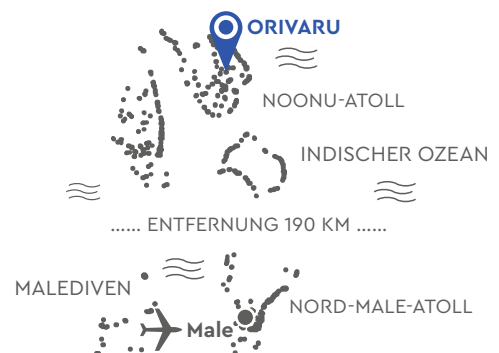 ORIVARU
NOONU-ATOLL
INDISCHER OZEAN
...... ENTFERNUNG 190 KM ......
MALEDIVEN
NORD-MALE-ATOLL
Male